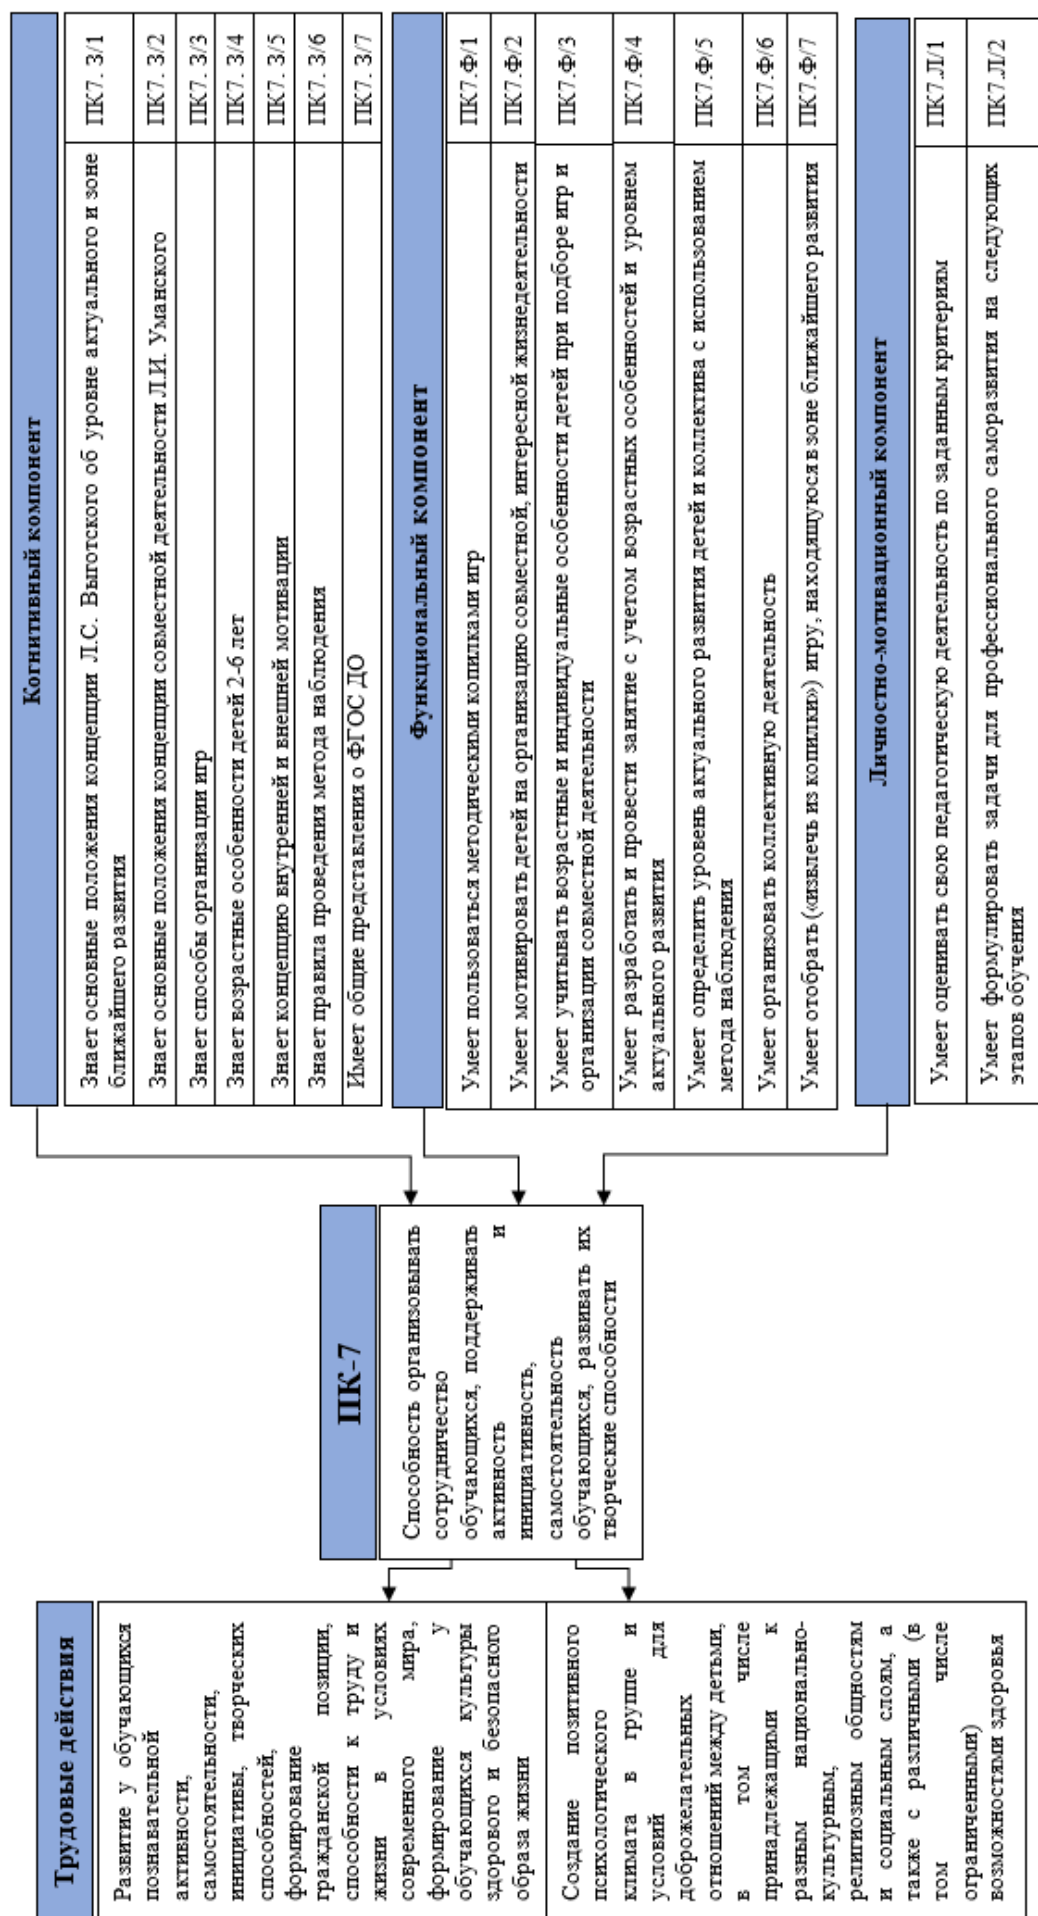 Трудовые действия
Развитие у обучающихся
познавательной
активности,
самостоятельности,
инициативы, творческих
способностей,
формирование
гражданской позиции,
способности к труду и
жизни в условиях
современного мира,
формирование у
обучающихся культуры
здорового и безопасного
образа жизни
Создание позитивного
психологического
климата в группе и
условий для
доброжелательных
отношений между детьми,
в том числе
принадлежащими к
разным национально-
культурным,
религиозным общностям
и социальным слоям, а
также с различными (в
том числе
ограниченными)
возможностями здоровья
ПК-7
Способность организовывать
сотрудничество
обучающихся, поддерживать
активность и
инициативность,
самостоятельность
обучающихся, развивать их
творческие способности
Когнитивный компонент
Знает основные положения концепции Л.С. Выготского об уровне актуального и зоне
ближайшего развития
ПК7. З/1
Знает основные положения концепции совместной деятельности Л.И. Уманского
ПК7. З/2
Знает способы организации игр
ПК7. З/3
Знает возрастные особенности детей 2-6 лет
ПК7. З/4
Знает концепцию внутренней и внешней мотивации
ПК7. З/5
Знает правила проведения метода наблюдения
ПК7. З/6
Имеет общие представления о ФГОС ДО
ПК7. З/7
Функциональный компонент
Умеет пользоваться методическими копилками игр
ПК7.Ф/1
Умеет мотивировать детей на организацию совместной, интересной жизнедеятельности
ПК7.Ф/2
Умеет учитывать возрастные и индивидуальные особенности детей при подборе игр и
организации совместной деятельности
ПК7.Ф/3
Умеет разработать и провести занятие с учетом возрастных особенностей и уровнем
актуального развития
ПК7.Ф/4
Умеет определить уровень актуального развития детей и коллектива с использованием
метода наблюдения
ПК7.Ф/5
Умеет организовать коллективную деятельность
ПК7.Ф/6
Умеет отобрать («извлечь из копилки») игру, находящуюся в зоне ближайшего развития
ПК7.Ф/7
Личностно-мотивационный компонент
Умеет оценивать свою педагогическую деятельность по заданным критериям
ПК7.Л/1
Умеет формулировать задачи для профессионального саморазвития на следующих
этапов обучения
ПК7.Л/2